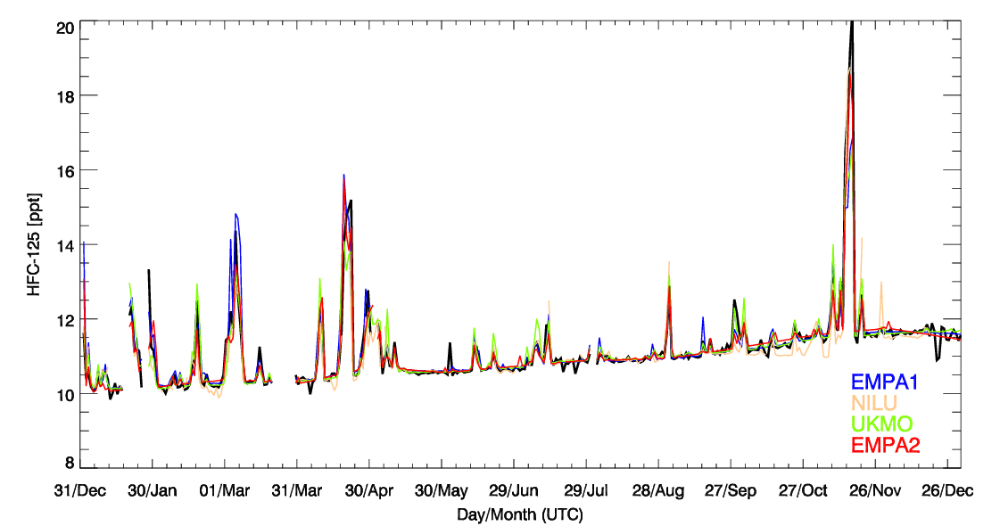 20
18
16
14
12
10
8
HFC-125 [ppt]
31/Dec 30/Jan 01/Mar 31/Mar 30/Apr 30/May 29/Jun 29/Jul 28/Aug 27/Sep 27/Oct 26/Nov 26/Dec
Day/Month (UTC)
EMPA1
NILU
UKMO
EMPA2